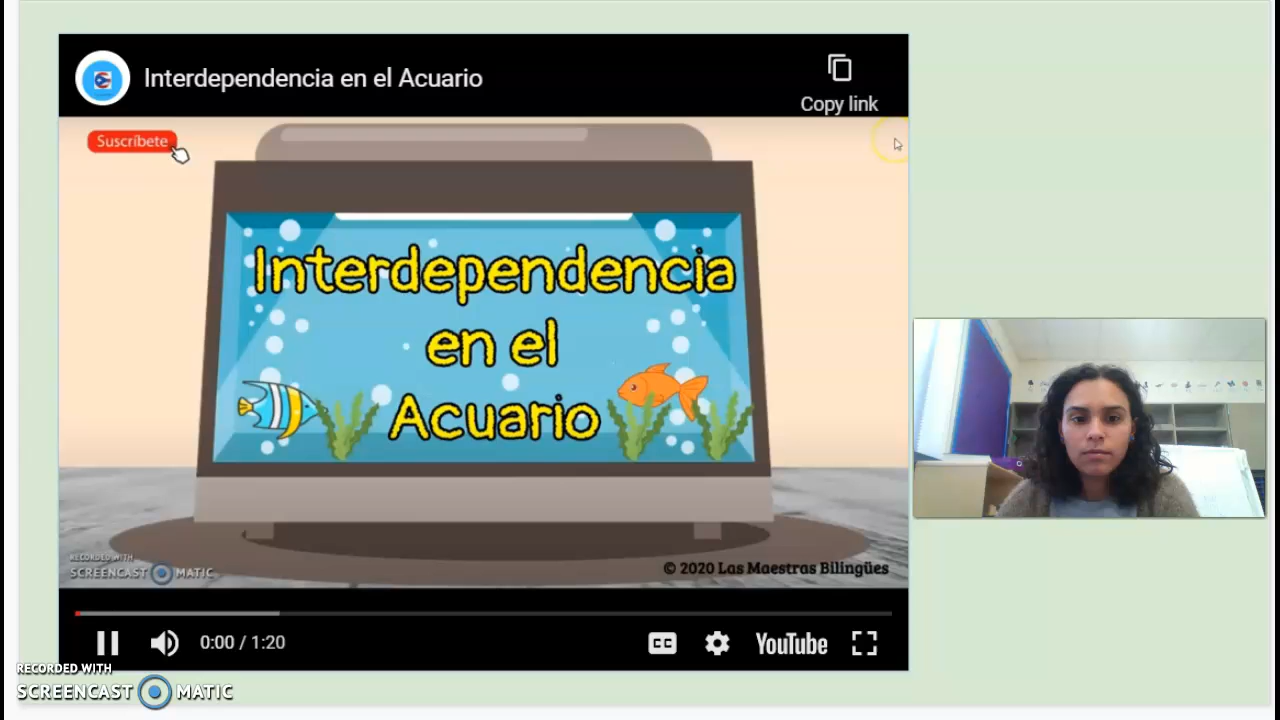 Interdependencia en el Acuario
Copy link
Suscríbete
Interdependencia
en el
Acuario
RECORDED WITH
SCREENCAST MATIC
© 2020 Las Maestras Bilingües
0:00 / 1:20
CC
YouTube
RECORDED WITH
SCREENCAST MATIC